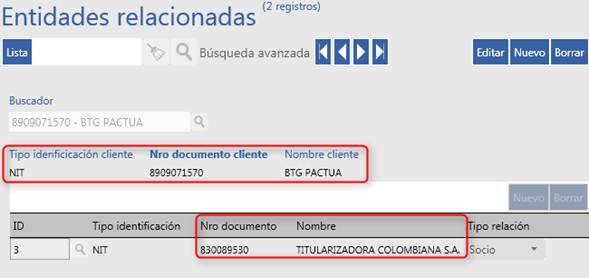 Entidades relacionadas (2 registros)
Lista Búsqueda avanzada Editar Nuevo Borrar
Buscador
8909071570 - BTG PACTUA
Tipo idenficicación cliente Nro documento cliente Nombre cliente
NIT 8909071570 BTG PACTUA
Nuevo Borrar
ID Tipo identificación Nro documento Nombre Tipo relación
3 NIT 830089530 TITULARIZADORA COLOMBIANA S.A. Socio